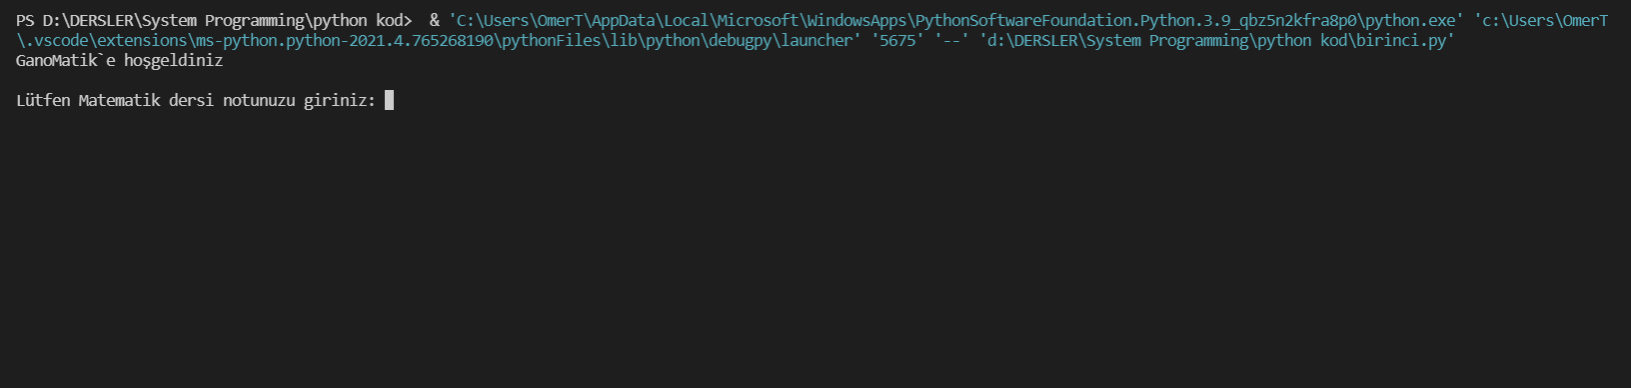 PS D:\DERSLER\System Programming\python kod>  & 'C:\Users\OmerT\AppData\Local\Microsoft\WindowsApps\PythonSoftwareFoundation.Python.3.9_qbz5n2kfra8p0\python.exe' 'c:\Users\OmerT
\.vscode\extensions\ms-python.python-2021.4.765268190\pythonFiles\lib\python\debugpy\launcher' '5675' '--' 'd:\DERSLER\System Programming\python kod\birinci.py'
GanoMatik`e hoşgeldiniz
Lütfen Matematik dersi notunuzu giriniz: